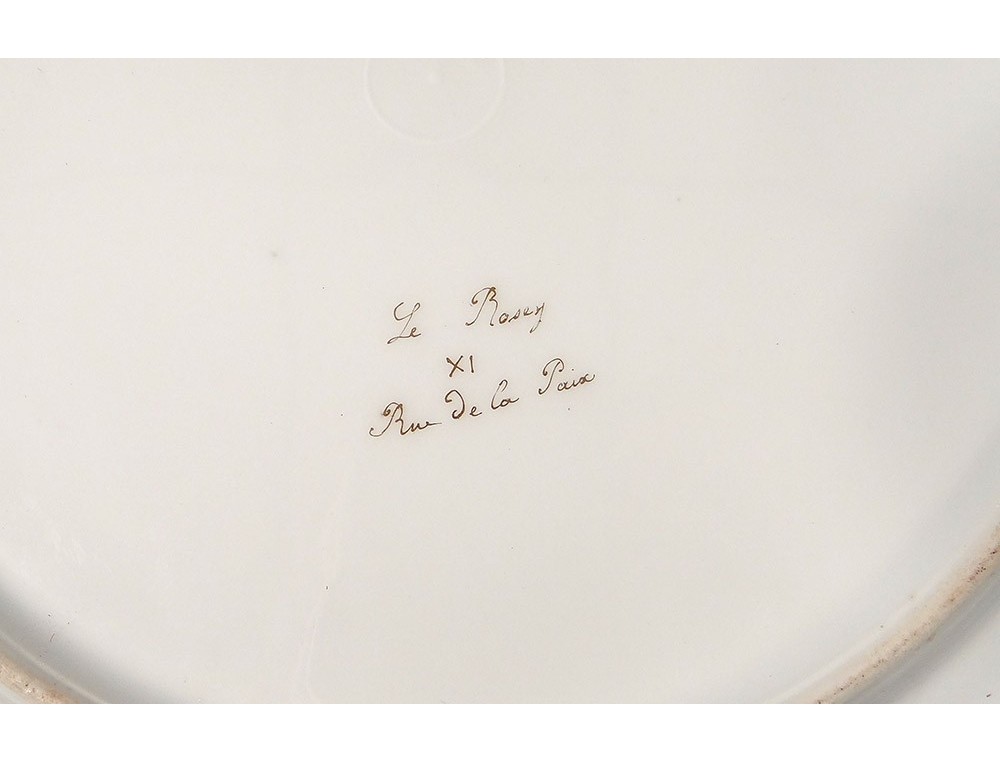 Le Rosey
XI
Rue De la Paix